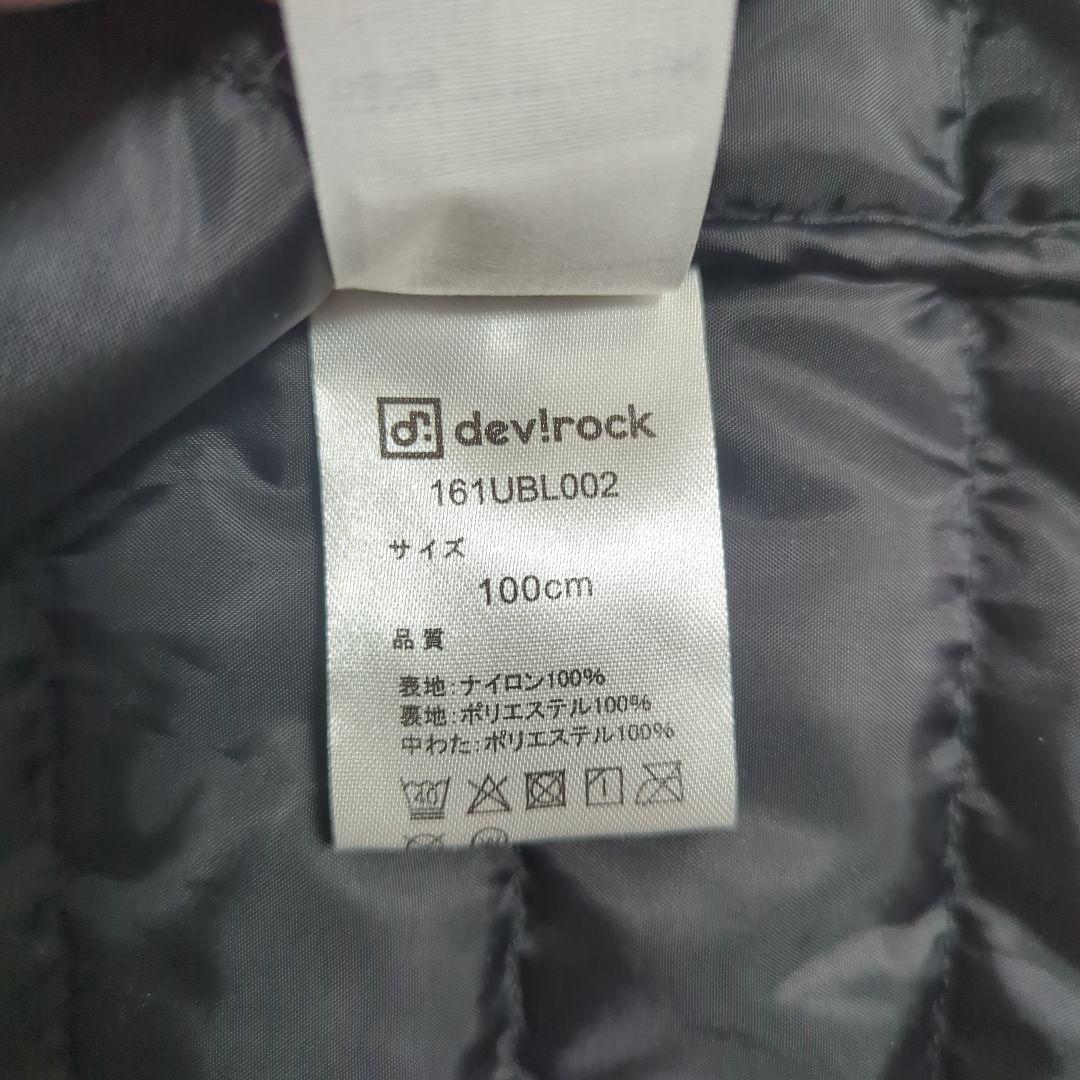 dev!rock
161UBL002
サイズ
100cm
品質
表地:ナイロン100%
裏地:ポリエステル100%
中わた:ポリエステル100%
40